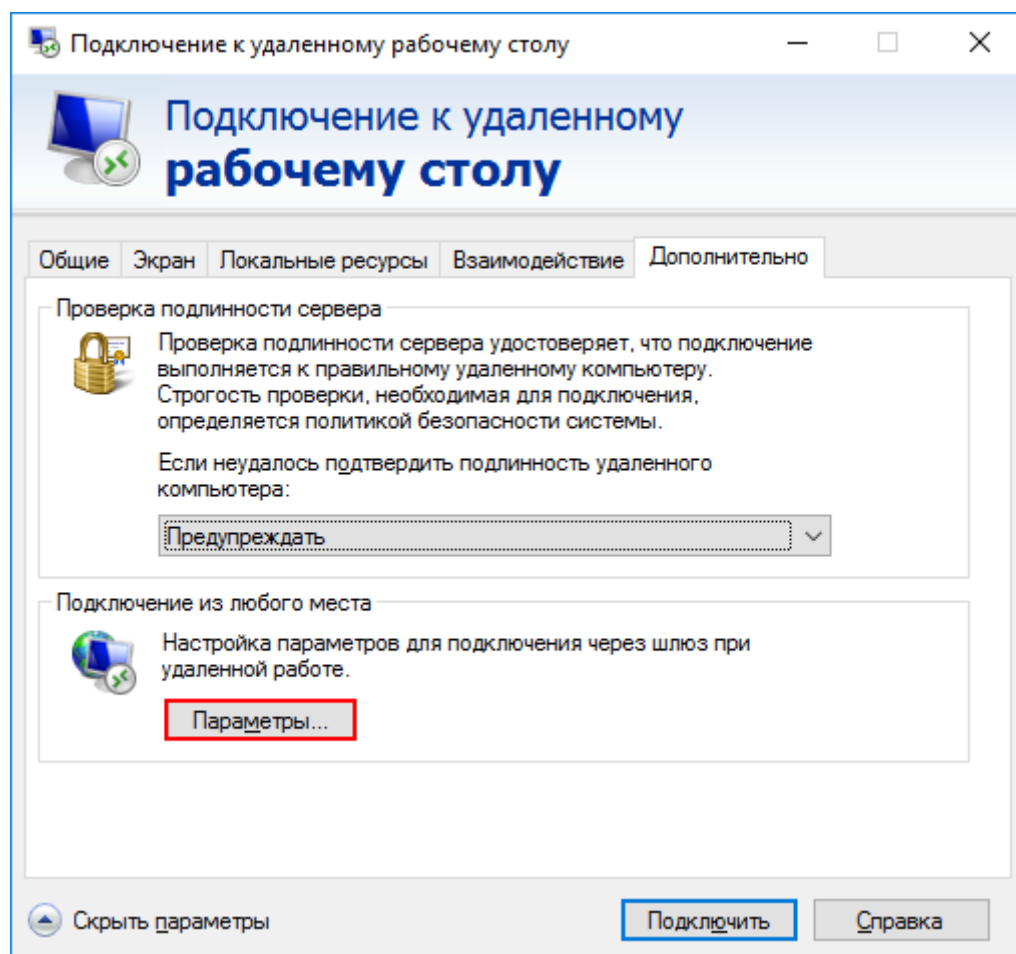 Подключение к удаленному рабочему столу
Подключение к удаленному
рабочему столу
Общие Экран Локальные ресурсы Взаимодействие Дополнительно
Проверка подлинности сервера
Проверка подлинности сервера удостоверяет, что подключение
выполняется к правильному удаленному компьютеру.
Строгость проверки, необходимая для подключения,
определяется политикой безопасности системы.
Если неудалось подтвердить подлинность удаленного
компьютера:
Предупреждать
Подключение из любого места
Настройка параметров для подключения через шлюз при
удаленной работе.
Параметры...
Скрыть параметры Подключить Справка